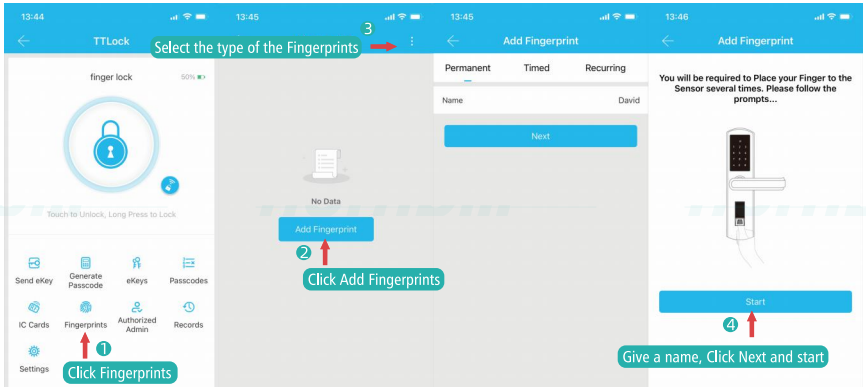 13:44
TTLock
finger lock
50%
Touch to Unlock, Long Press to Lock
Send eKey
Generate
Passcode
eKeys
Passcodes
IC Cards
Fingerprints
Authorized
Admin
Records
Settings
1
Click Fingerprints
13:45
3
Select the type of the Fingerprints
No Data
Add Fingerprint
2
Click Add Fingerprints
13:45
Add Fingerprint
Permanent Timed Recurring
Name David
Next
13:46
Add Fingerprint
You will be required to Place your Finger to the
Sensor several times. Please follow the
prompts...
Start
4
Give a name, Click Next and start